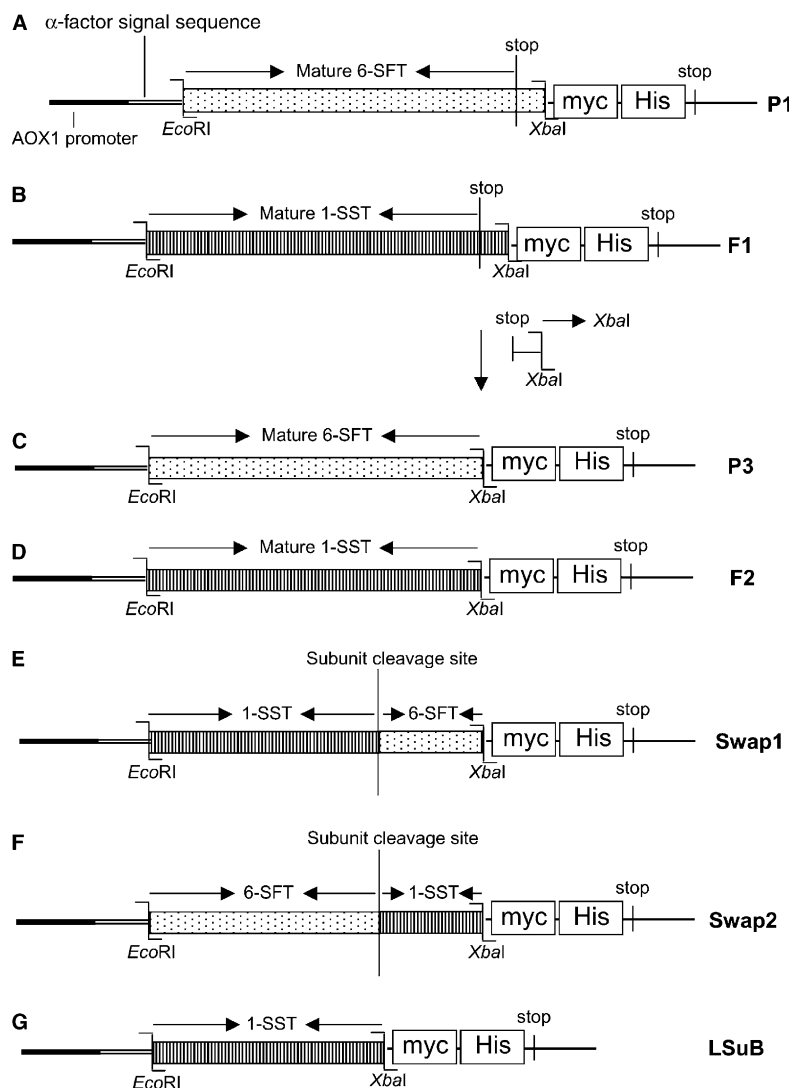 A
α-factor signal sequence
stop
Mature 6-SFT
stop
myc His
P1
EcoRI
XbaI
AOX1 promoter
B
stop
Mature 1-SST
stop
myc His
F1
EcoRI
XbaI
stop
XbaI
XbaI
C
Mature 6-SFT
stop
myc His
P3
EcoRI
XbaI
D
Mature 1-SST
stop
myc His
F2
EcoRI
XbaI
E
Subunit cleavage site
1-SST
6-SFT
stop
myc His
Swap1
EcoRI
XbaI
F
Subunit cleavage site
6-SFT
1-SST
stop
myc His
Swap2
EcoRI
XbaI
G
1-SST
stop
myc His
LSuB
EcoRI
XbaI